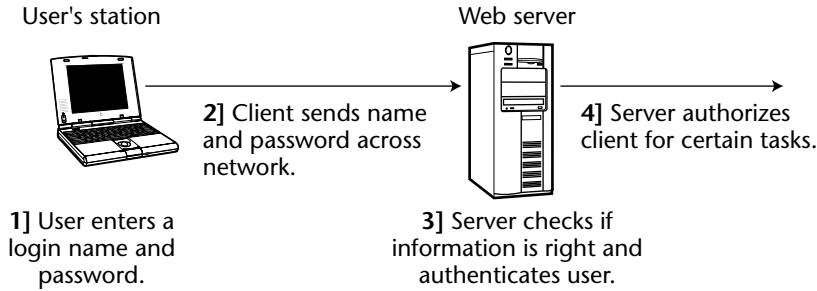 User's station
Web server
2] Client sends name
and password across
network.
4] Server authorizes
client for certain tasks.
1] User enters a
login name and
password.
3] Server checks if
information is right and
authenticates user.